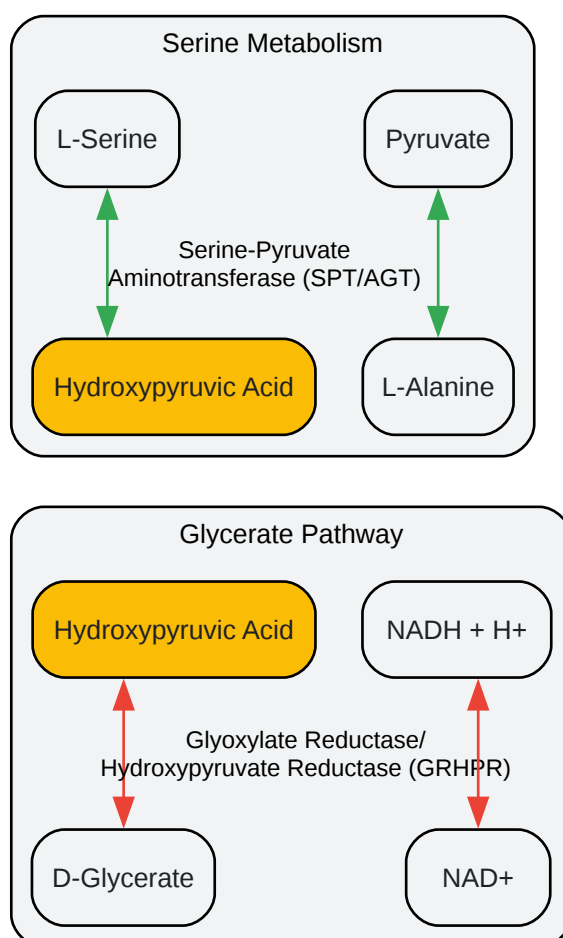 Serine Metabolism
L-Serine
Pyruvate
Serine-Pyruvate
Aminotransferase (SPT/AGT)
Hydroxypyruvic Acid
L-Alanine
Glycerate Pathway
Hydroxypyruvic Acid
NADH + H+
Glyoxylate Reductase/
Hydroxypyruvate Reductase (GRHPR)
D-Glycerate
NAD+